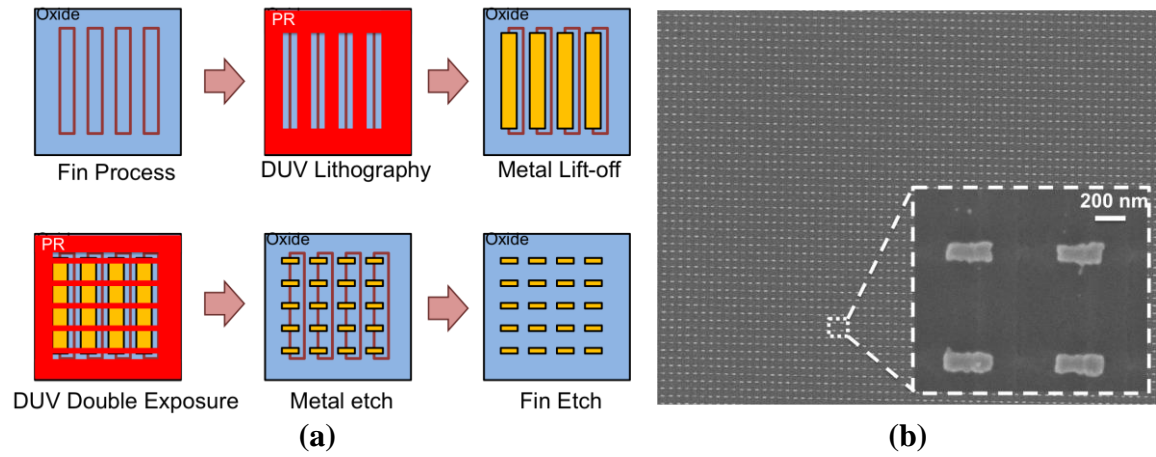 Oxide
PR
Oxide
Fin Process
DUV Lithography
Metal Lift-off
Oxide
PR
Oxide
Oxide
DUV Double Exposure
Metal etch
Fin Etch
(a)
200 nm
(b)